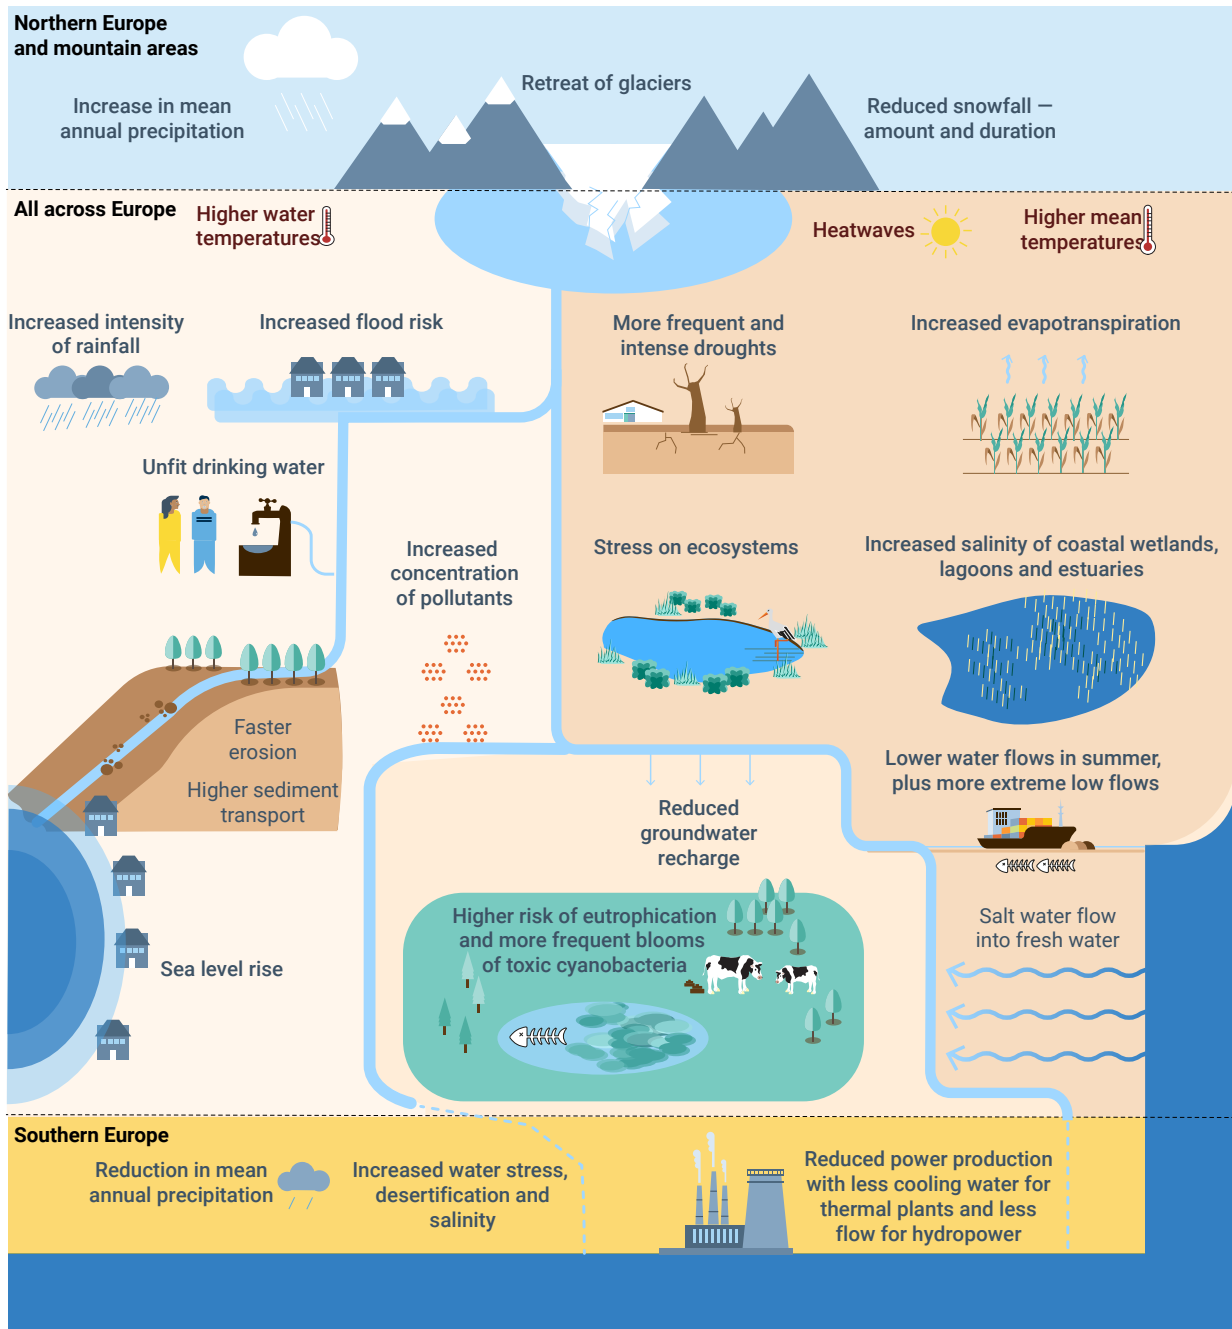 Northern Europe
and mountain areas
Increase in mean
annual precipitation
Retreat of glaciers
Reduced snowfall —
amount and duration
All across Europe
Higher water
temperatures
Heatwaves
Higher mean
temperatures
Increased intensity
of rainfall
Increased flood risk
More frequent and
intense droughts
Increased evapotranspiration
Unfit drinking water
Increased
concentration
of pollutants
Stress on ecosystems
Increased salinity of coastal wetlands,
lagoons and estuaries
Faster
erosion
Higher sediment
transport
Lower water flows in summer,
plus more extreme low flows
Reduced
groundwater
recharge
Higher risk of eutrophication
and more frequent blooms
of toxic cyanobacteria
Salt water flow
into fresh water
Sea level rise
Southern Europe
Reduction in mean
annual precipitation
Increased water stress,
desertification and
salinity
Reduced power production
with less cooling water for
thermal plants and less
flow for hydropower